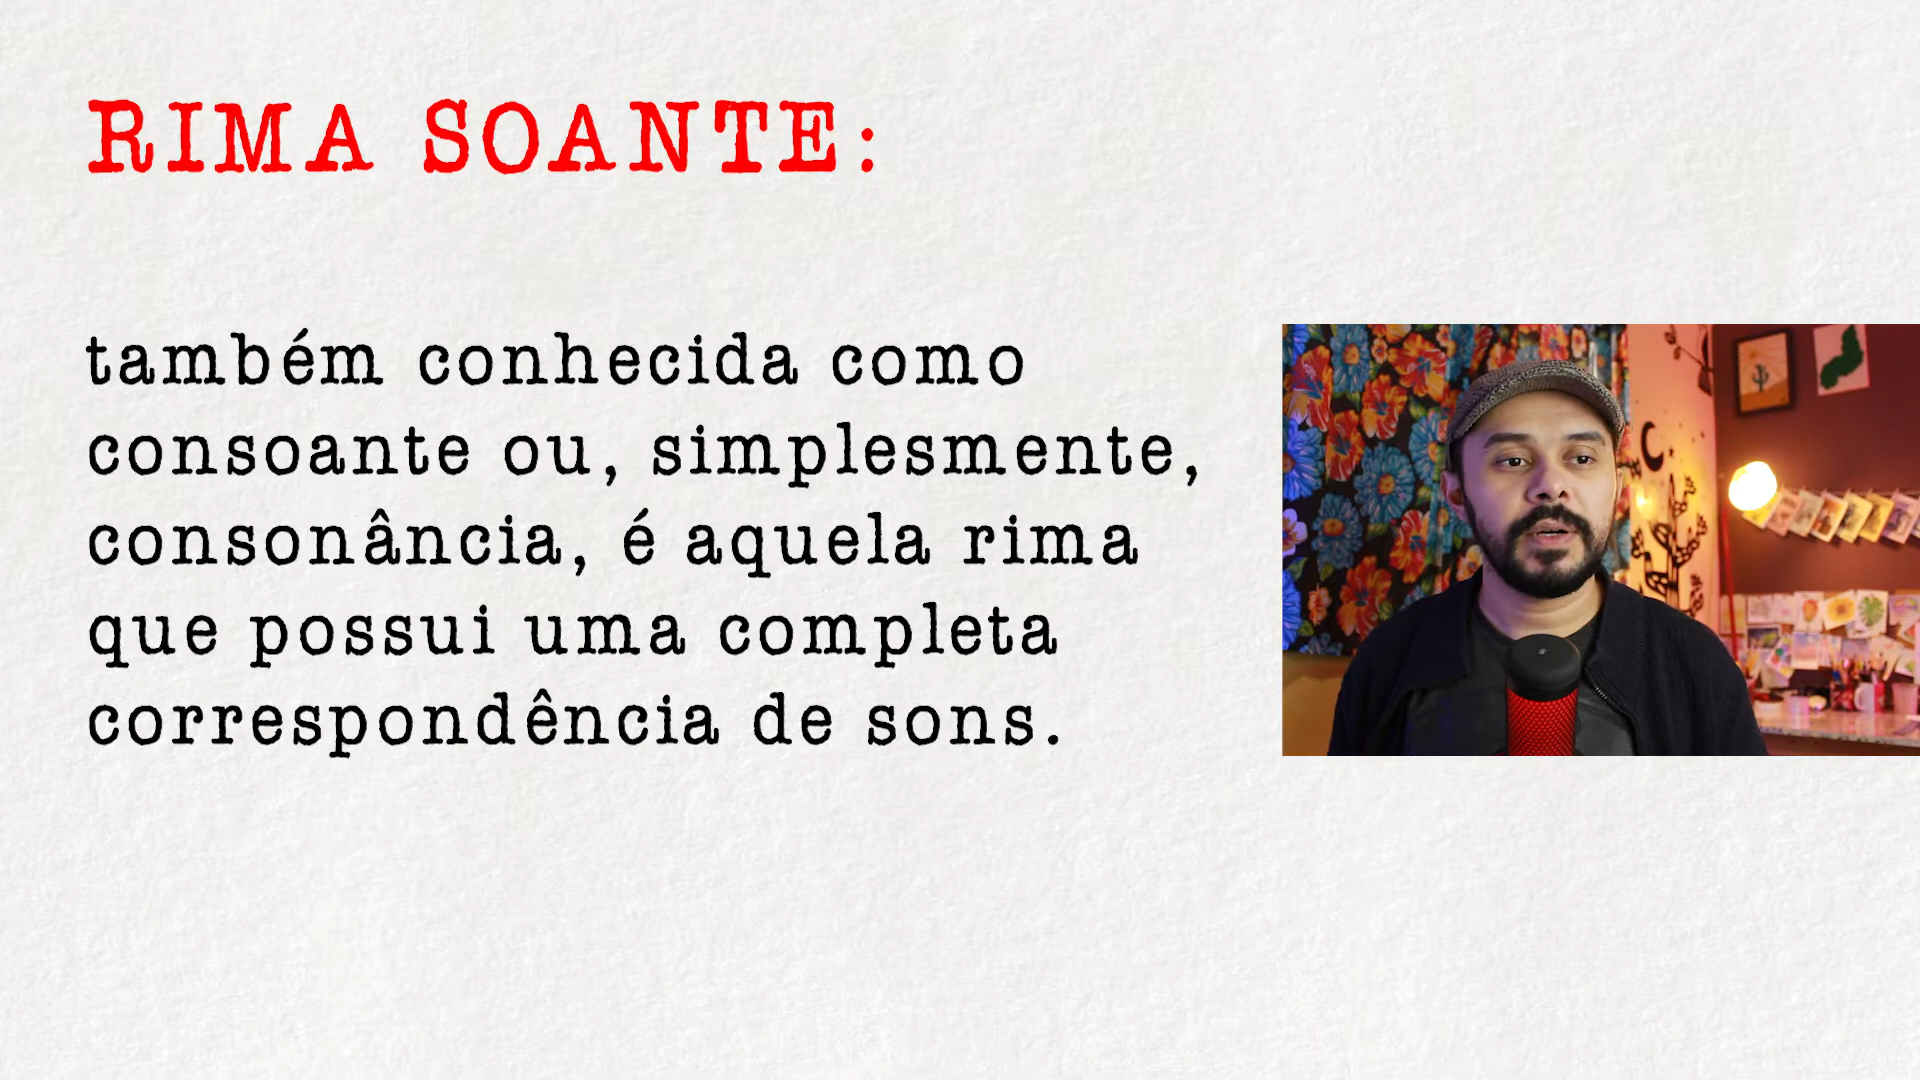 RIMA SOANTE:
também conhecida como
consoante ou, simplesmente,
consonância, é aquela rima
que possui uma completa
correspondência de sons.